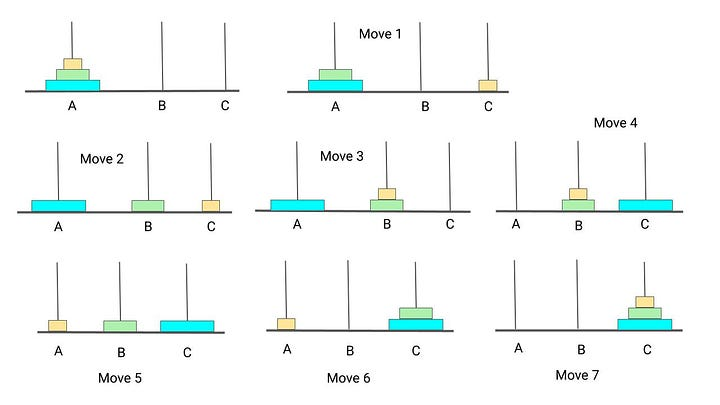 Move 1
A B C
A B C
Move 4
Move 2
Move 3
A B C
A B C
A B C
A B C
Move 5
A B C
Move 6
A B C
Move 7